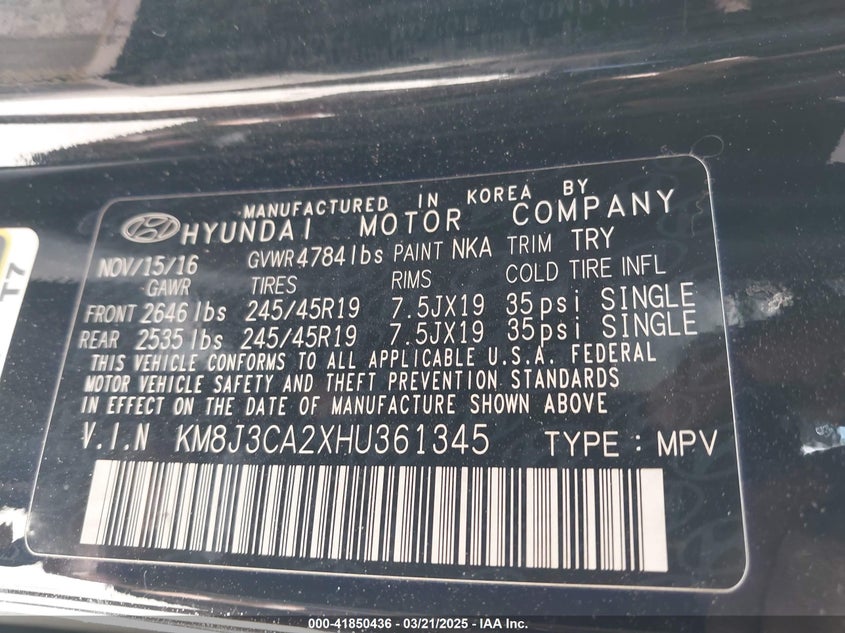 MANUFACTURED IN KOREA BY
HYUNDAI MOTOR COMPANY
NOV/15/16 GVWR 4784 lbs PAINT NKA TRIM TRY
GAWR TIRES RIMS COLD TIRE INFL
FRONT 2646 lbs 245/45R19 7.5JX19 35psi SINGLE
REAR 2535 lbs 245/45R19 7.5JX19 35psi SINGLE
THIS VEHICLE CONFORMS TO ALL APPLICABLE U.S.A. FEDERAL
MOTOR VEHICLE SAFETY AND THEFT PREVENTION STANDARDS
IN EFFECT ON THE DATE OF MANUFACTURE SHOWN ABOVE
V.I.N KM8J3CA2XHU361345 TYPE : MPV
T7
000-41850436 - 03/21/2025 - IAA Inc.